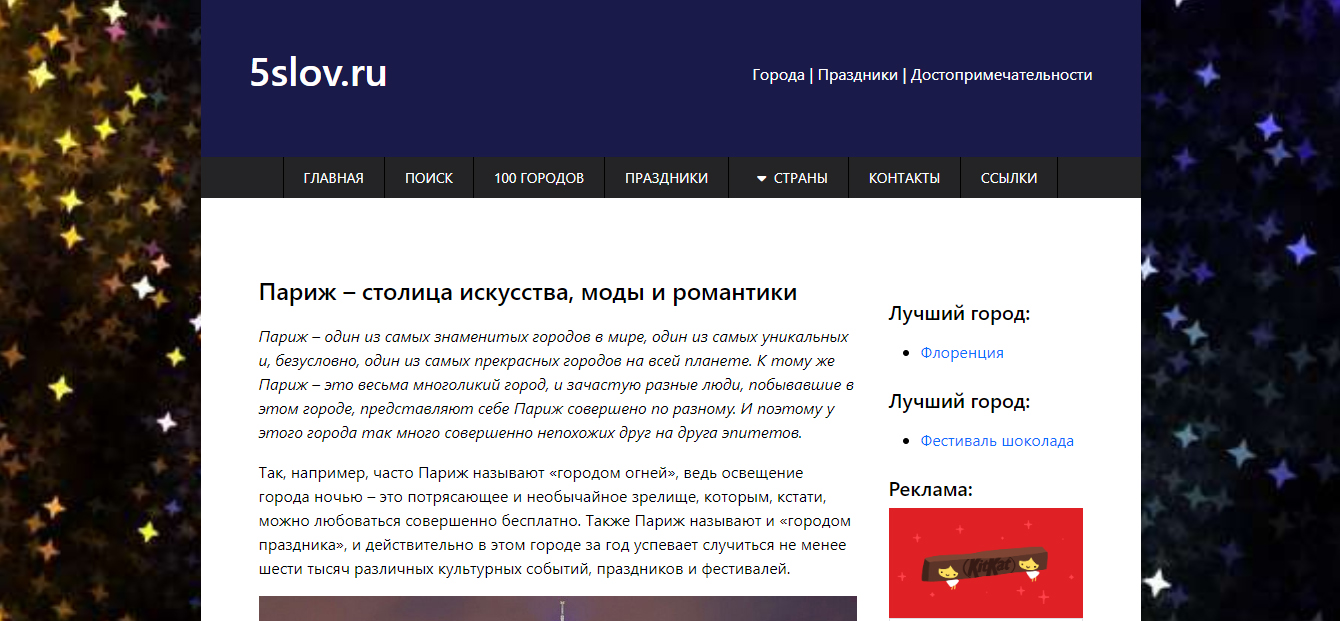 5slov.ru
Города | Праздники | Достопримечательности
ГЛАВНАЯ
ПОИСК
100 ГОРОДОВ
ПРАЗДНИКИ
СТРАНЫ
КОНТАКТЫ
ССЫЛКИ
Париж – столица искусства, моды и романтики
Париж – один из самых знаменитых городов в мире, один из самых уникальных
и, безусловно, один из самых прекрасных городов на всей планете. К тому же
Париж – это весьма многоликий город, и зачастую разные люди, побывавшие в
этом городе, представляют себе Париж совершено по разному. И поэтому у
этого города так много совершенно непохожих друг на друга эпитетов.
Так, например, часто Париж называют «городом огней», ведь освещение
города ночью – это потрясающее и необычайное зрелище, которым, кстати,
можно любоваться совершенно бесплатно. Также Париж называют и «городом
праздника», и действительно в этом городе за год успевает случиться не менее
шести тысяч различных культурных событий, праздников и фестивалей.
Лучший город:
Флоренция
Лучший город:
Фестиваль шоколада
Реклама:
KitKat